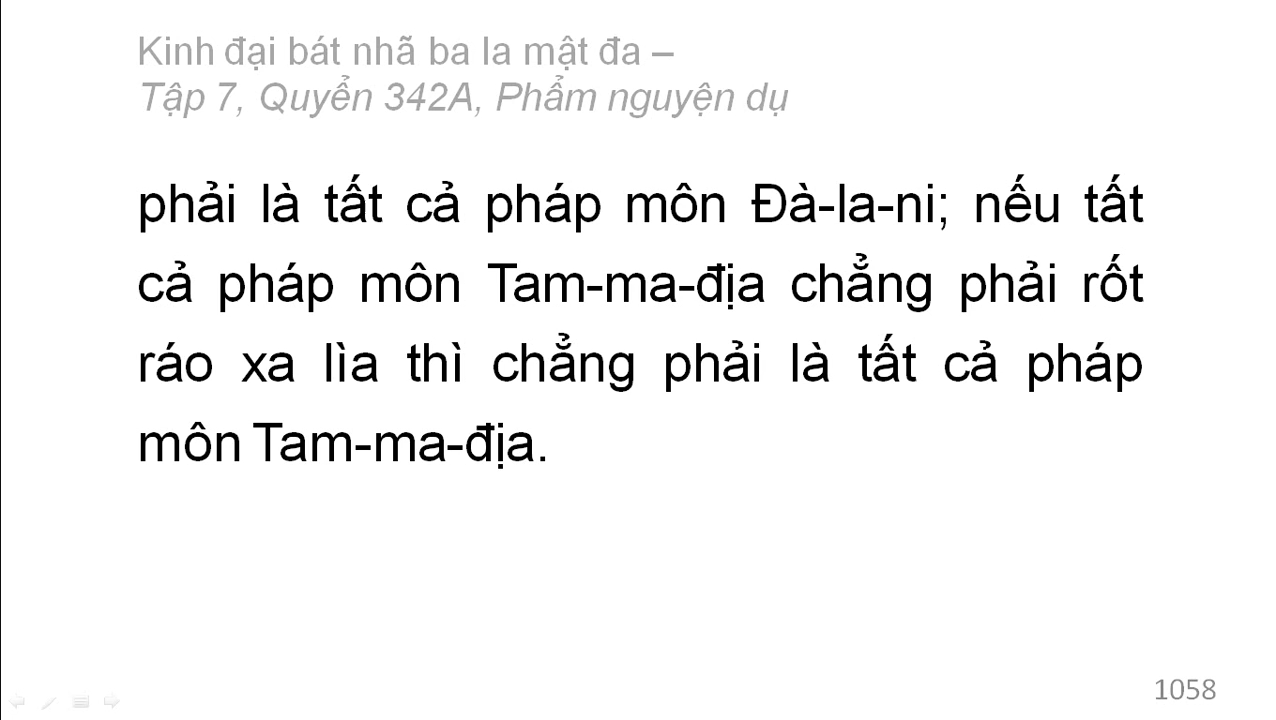 Kinh đại bát nhã ba la mật đa –
Tập 7, Quyển 342A, Phẩm nguyện dụ
phải là tất cả pháp môn Đà-la-ni; nếu tất
cả pháp môn Tam-ma-địa chẳng phải rốt
ráo xa lìa thì chẳng phải là tất cả pháp
môn Tam-ma-địa.
1058